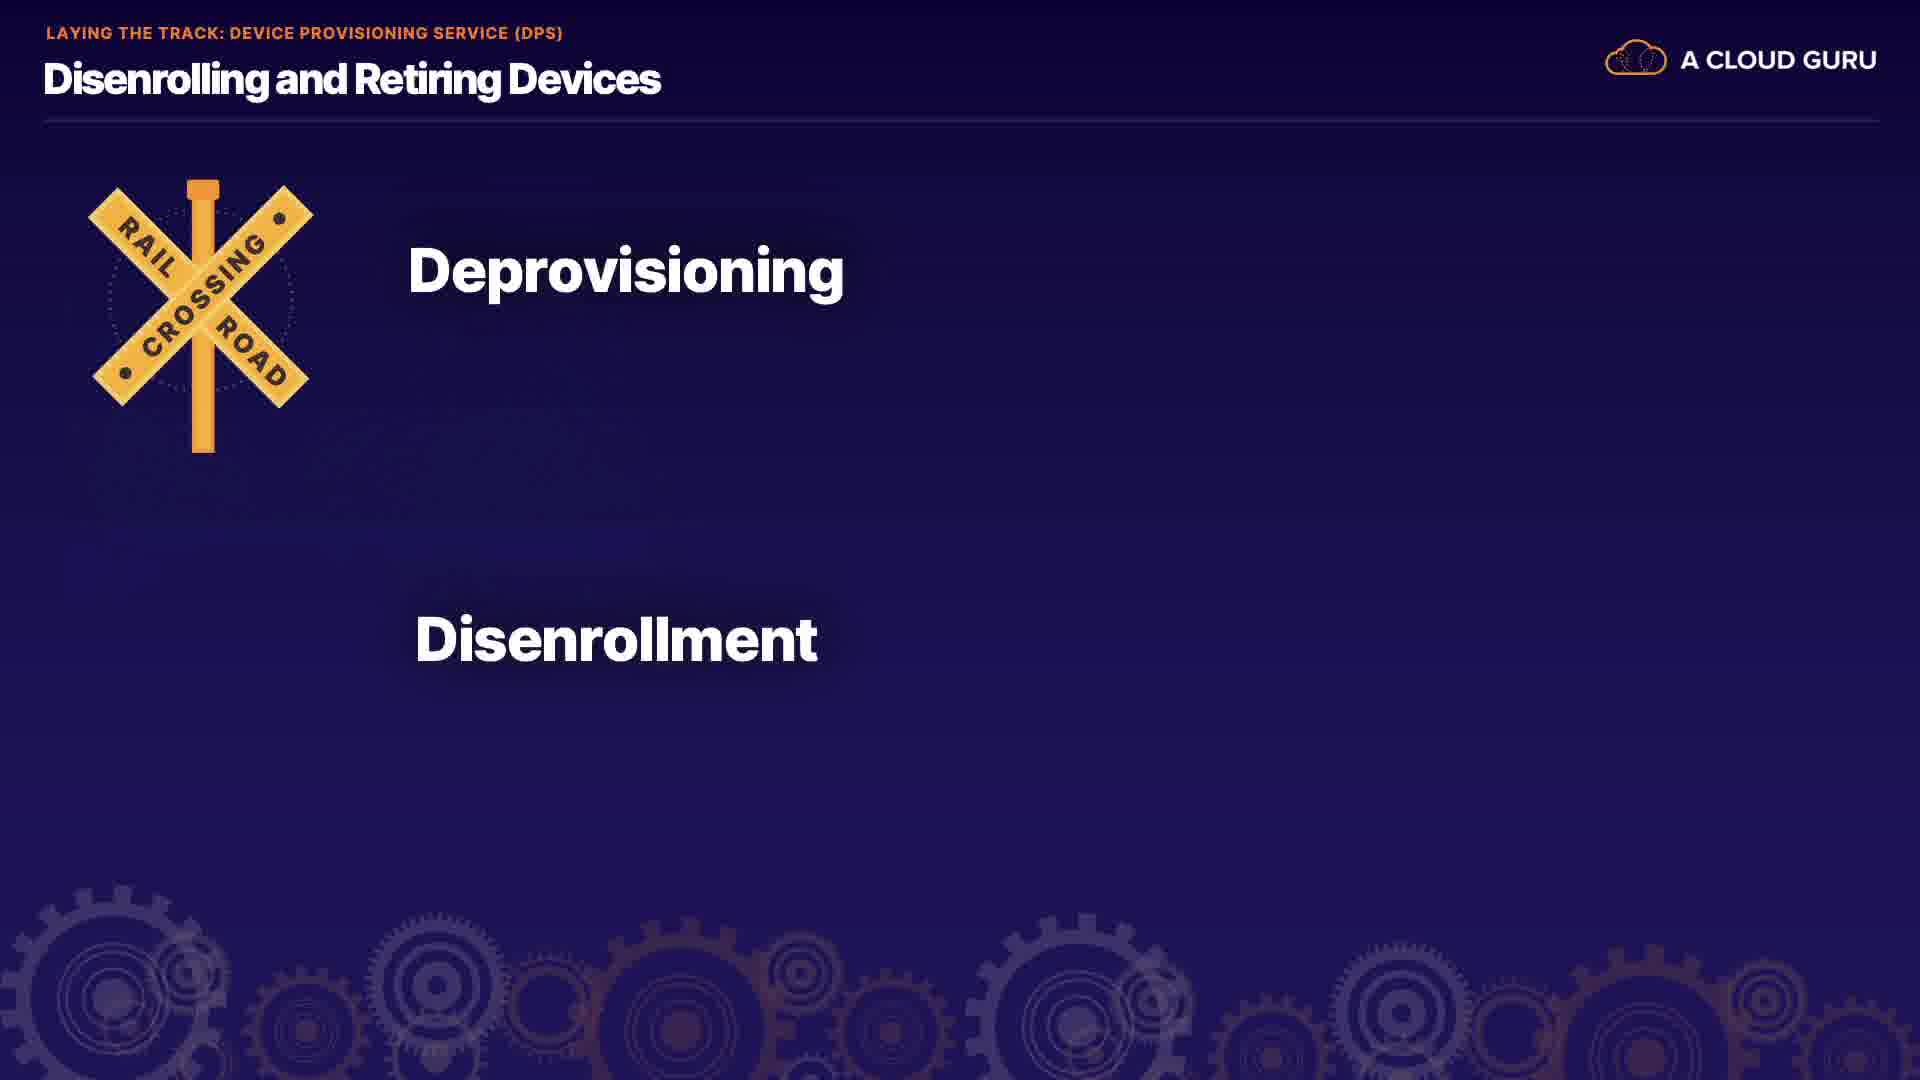 LAYING THE TRACK: DEVICE PROVISIONING SERVICE (DPS)
Disenrolling and Retiring Devices
A CLOUD GURU
RAIL
CROSSING
ROAD
Deprovisioning
Disenrollment